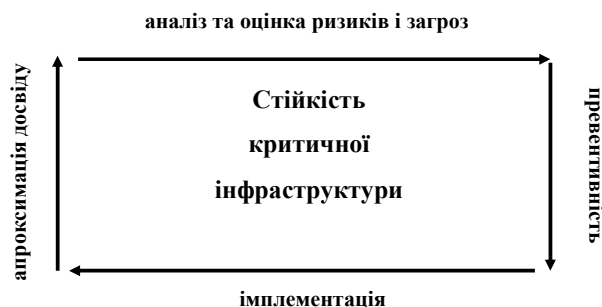 аналіз та оцінка ризиків і загроз
апроксимація досвіду
Стійкість
критичної
інфраструктури
превентивність
імплементація